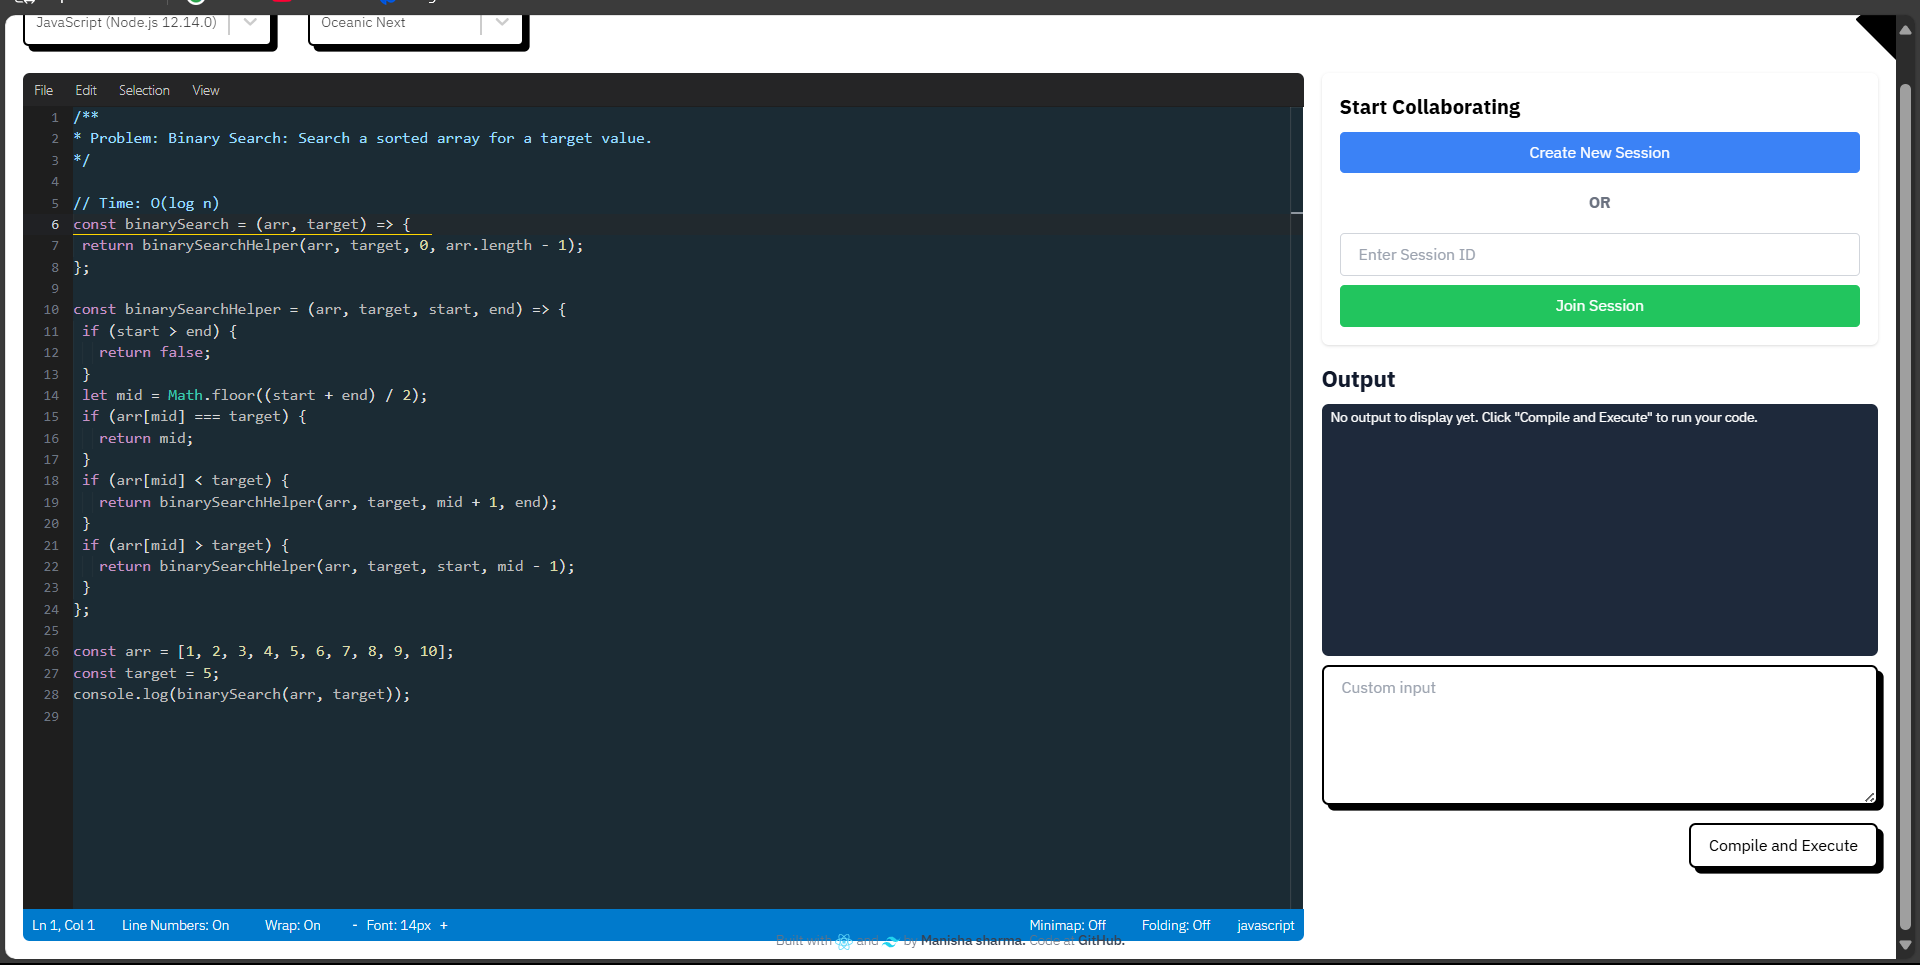 JavaScript (Node.js 12.14.0)
Oceanic Next
File Edit Selection View
1 /**
2 * Problem: Binary Search: Search a sorted array for a target value.
3 */
4
5 // Time: O(log n)
6 const binarySearch = (arr, target) => {
7 return binarySearchHelper(arr, target, 0, arr.length - 1);
8 };
9
10 const binarySearchHelper = (arr, target, start, end) => {
11 if (start > end) {
12 return false;
13 }
14 let mid = Math.floor((start + end) / 2);
15 if (arr[mid] === target) {
16 return mid;
17 }
18 if (arr[mid] < target) {
19 return binarySearchHelper(arr, target, mid + 1, end);
20 }
21 if (arr[mid] > target) {
22 return binarySearchHelper(arr, target, start, mid - 1);
23 }
24 };
25
26 const arr = [1, 2, 3, 4, 5, 6, 7, 8, 9, 10];
27 const target = 5;
28 console.log(binarySearch(arr, target));
29
Ln 1, Col 1 Line Numbers: On Wrap: On - Font: 14px + Minimap: Off Folding: Off javascript
Start Collaborating
Create New Session
OR
Enter Session ID
Join Session
Output
No output to display yet. Click "Compile and Execute" to run your code.
Custom input
Compile and Execute
Built with and by Manisha sharma. Code at GitHub.